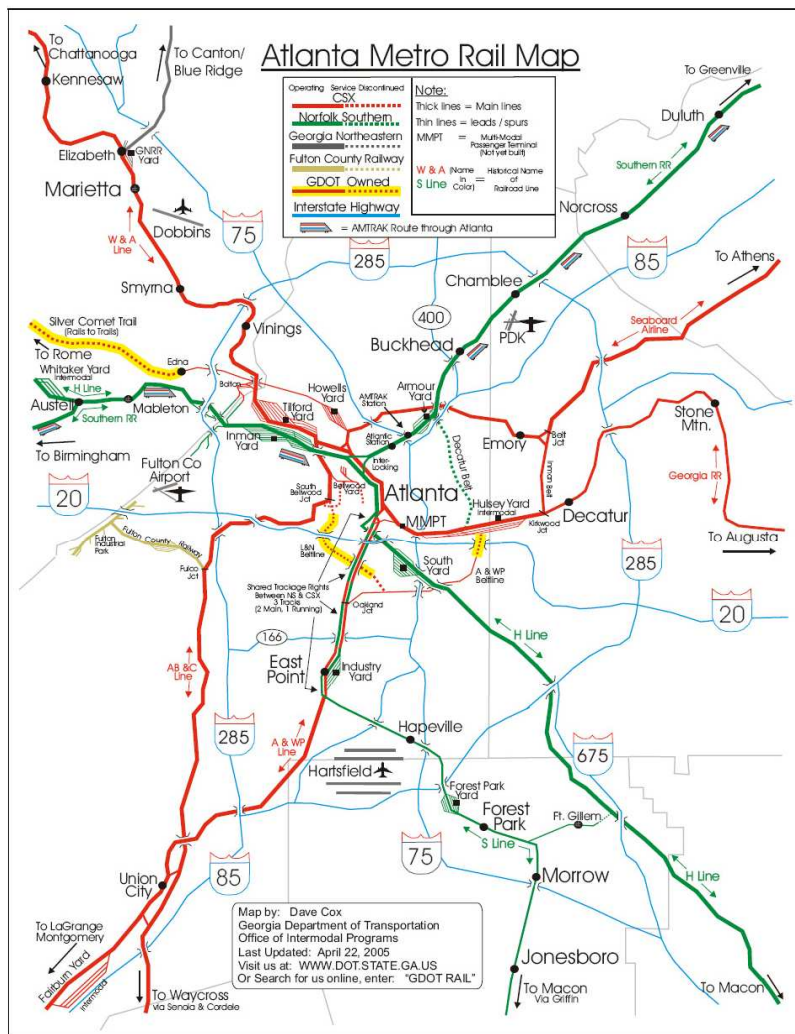 Atlanta Metro Rail Map
Operating Service Discontinued
CSX
Norfolk Southern
Georgia Northeastern
Fulton County Railway
GDOT Owned
Interstate Highway
= AMTRAK Route through Atlanta
Note:
Thick lines = Main lines
Thin lines = leads / spurs
MMPT = Multi-Modal
Passenger Terminal
(Not yet built)
W & A (Name in Color) = Historical Name of Railroad Line
S Line
To
Chattanooga
Kennesaw
To Canton/
Blue Ridge
Elizabeth
GNRR
Yard
Marietta
Dobbins
W & A
Line
Smyrna
Vinings
75
285
85
400
To Greenville
Duluth
Southern RR
Norcross
Chamblee
PDK
Buckhead
To Athens
Seaboard
Airline
Silver Comet Trail
(Rails to Trails)
To Rome
Whitaker Yard
Intermodal
Edna
H Line
Austell
Mableton
Southern RR
To Birmingham
Bolton
Howells
Yard
Tilford
Yard
Inman
Yard
AMTRAK
Station
Armour
Yard
Atlantic
Station
Inter-
Locking
Decatur Belt
Emory
Belt
Jct
Inman Belt
Stone
Mtn.
Georgia RR
To Augusta
Fulton Co
Airport
20
South
Bellwood
Jct
Bellwood
Yard
Atlanta
MMPT
Hulsey Yard
Intermodal
Kirkwood
Jct
Decatur
Fulton County Railway
Fulton
Industrial
Park
Fulco
Jct
L&N
Beltline
South
Yard
A & WP
Beltline
285
Shared Trackage Rights
Between NS & CSX
3 Tracks
(2 Main, 1 Running)
Oakland
Jct
20
166
East
Point
Industry
Yard
H Line
AB &C
Line
285
A & WP
Line
Hapeville
Hartsfield
675
Forest Park
Yard
Forest
Park
Ft. Gillem
S Line
75
Morrow
H Line
Union
City
85
To LaGrange
Montgomery
Fairburn Yard
Intermodal
To Waycross
via Senoia & Cordele
Jonesboro
To Macon
Via Griffin
To Macon
Map by: Dave Cox
Georgia Department of Transportation
Office of Intermodal Programs
Last Updated: April 22, 2005
Visit us at: WWW.DOT.STATE.GA.US
Or Search for us online, enter: "GDOT RAIL"